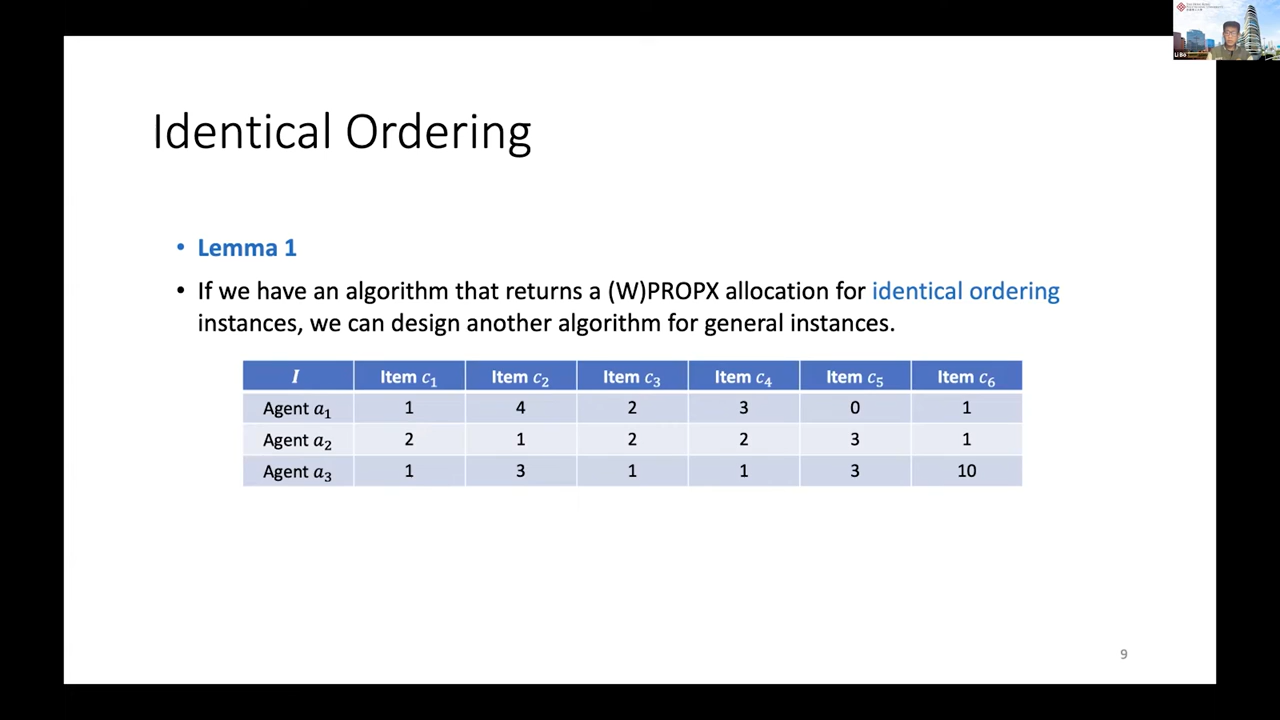 Identical Ordering
• Lemma 1
• If we have an algorithm that returns a (W)PROPX allocation for identical ordering
instances, we can design another algorithm for general instances.
I Item c₁ Item c₂ Item c₃ Item c₄ Item c₅ Item c₆
Agent a₁ 1 4 2 3 0 1
Agent a₂ 2 1 2 2 3 1
Agent a₃ 1 3 1 1 3 10
9
Li Bo